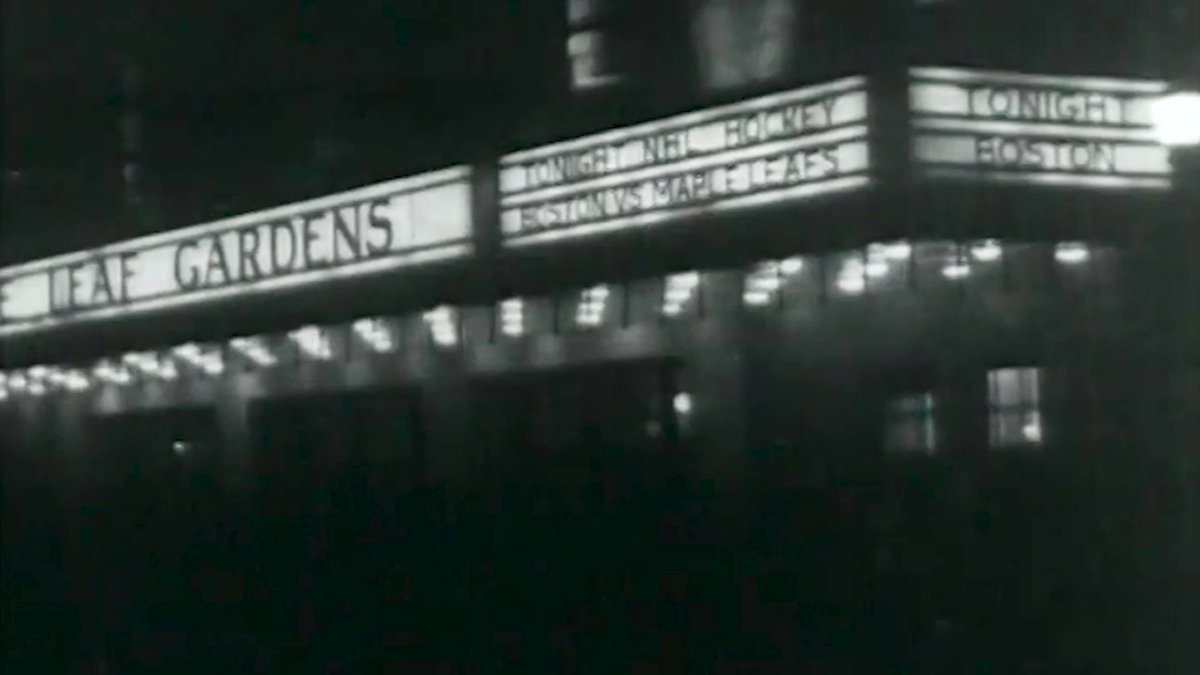 E LEAF GARDENS
TONIGHT NHL HOCKEY
BOSTON VS MAPLE LEAFS
TONIGHT
BOSTON